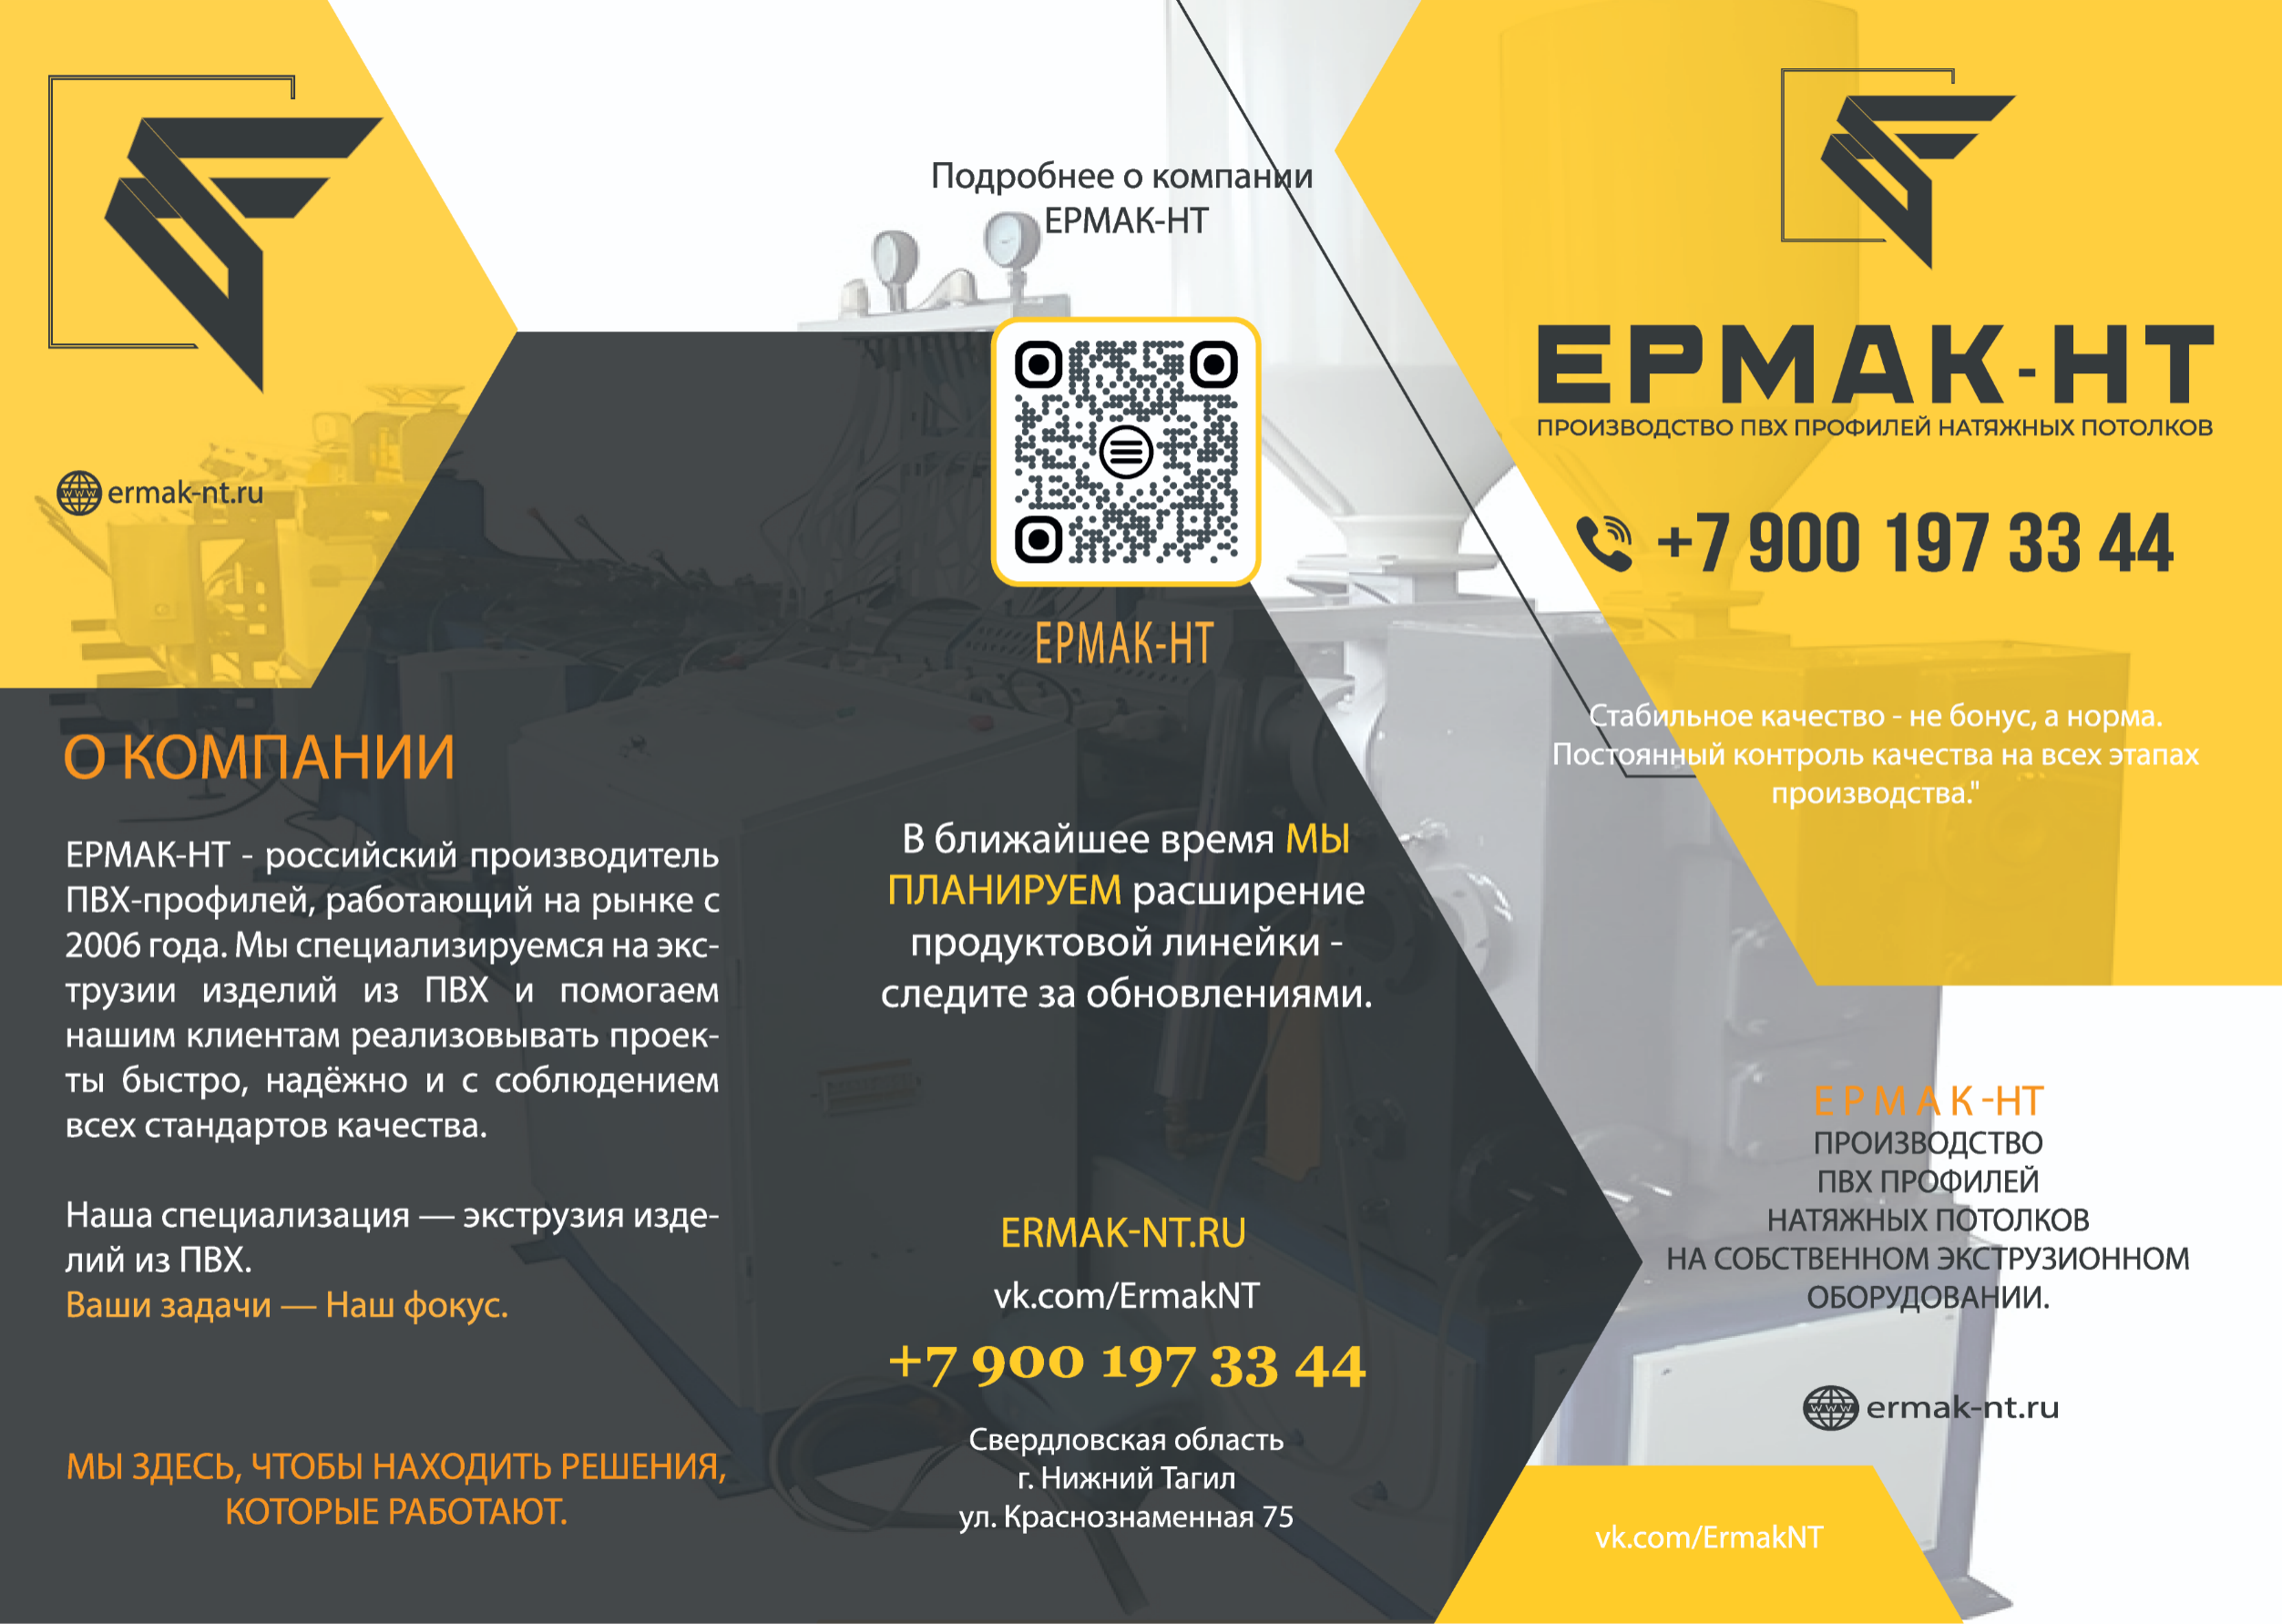 ermak-nt.ru
О КОМПАНИИ
ЕРМАК-НТ - российский производитель
ПВХ-профилей, работающий на рынке с
2006 года. Мы специализируемся на экс-
трузии изделий из ПВХ и помогаем
нашим клиентам реализовывать проек-
ты быстро, надёжно и с соблюдением
всех стандартов качества.
Наша специализация — экструзия изде-
лий из ПВХ.
Ваши задачи — Наш фокус.
МЫ ЗДЕСЬ, ЧТОБЫ НАХОДИТЬ РЕШЕНИЯ,
КОТОРЫЕ РАБОТАЮТ.
Подробнее о компании
ЕРМАК-НТ
ЕРМАК-НТ
В ближайшее время МЫ
ПЛАНИРУЕМ расширение
продуктовой линейки -
следите за обновлениями.
ERMAK-NT.RU
vk.com/ErmakNT
+7 900 197 33 44
Свердловская область
г. Нижний Тагил
ул. Краснознаменная 75
ЕРМАК-НТ
ПРОИЗВОДСТВО ПВХ ПРОФИЛЕЙ НАТЯЖНЫХ ПОТОЛКОВ
+7 900 197 33 44
Стабильное качество - не бонус, а норма.
Постоянный контроль качества на всех этапах
производства."
Е Р М А К -НТ
ПРОИЗВОДСТВО
ПВХ ПРОФИЛЕЙ
НАТЯЖНЫХ ПОТОЛКОВ
НА СОБСТВЕННОМ ЭКСТРУЗИОННОМ
ОБОРУДОВАНИИ.
www ermak-nt.ru
vk.com/ErmakNT